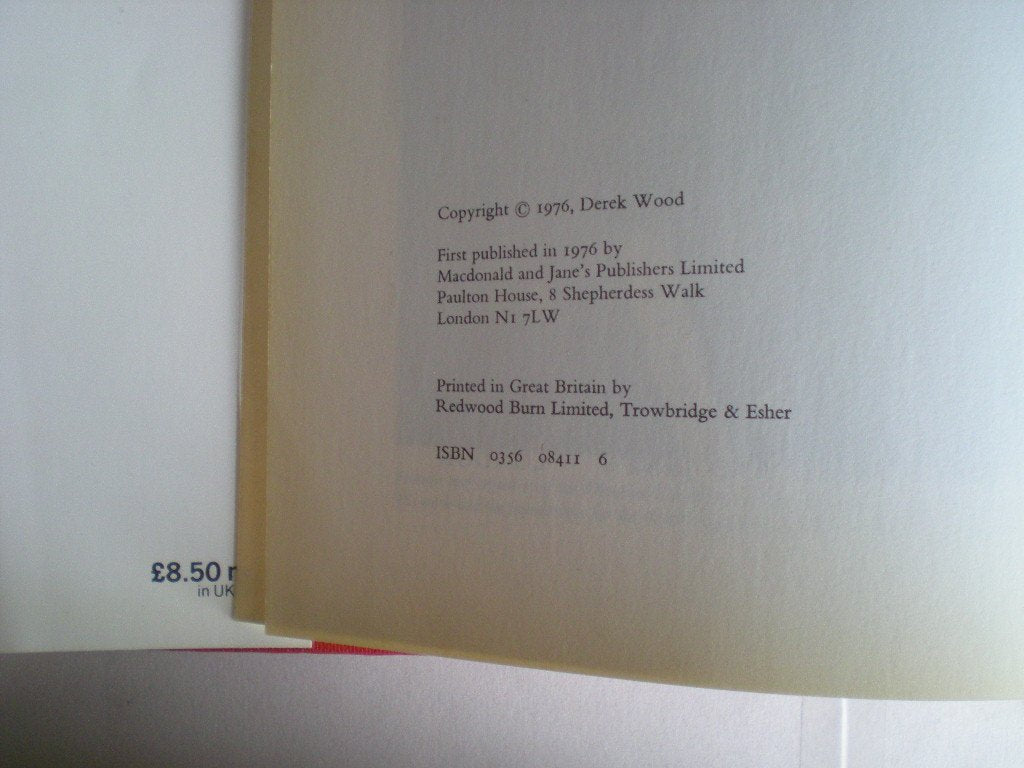 Copyright © 1976, Derek Wood
First published in 1976 by
Macdonald and Jane's Publishers Limited
Paulton House, 8 Shepherdess Walk
London N1 7LW
Printed in Great Britain by
Redwood Burn Limited, Trowbridge & Esher
ISBN 0356 08411 6
£8.50
in UK